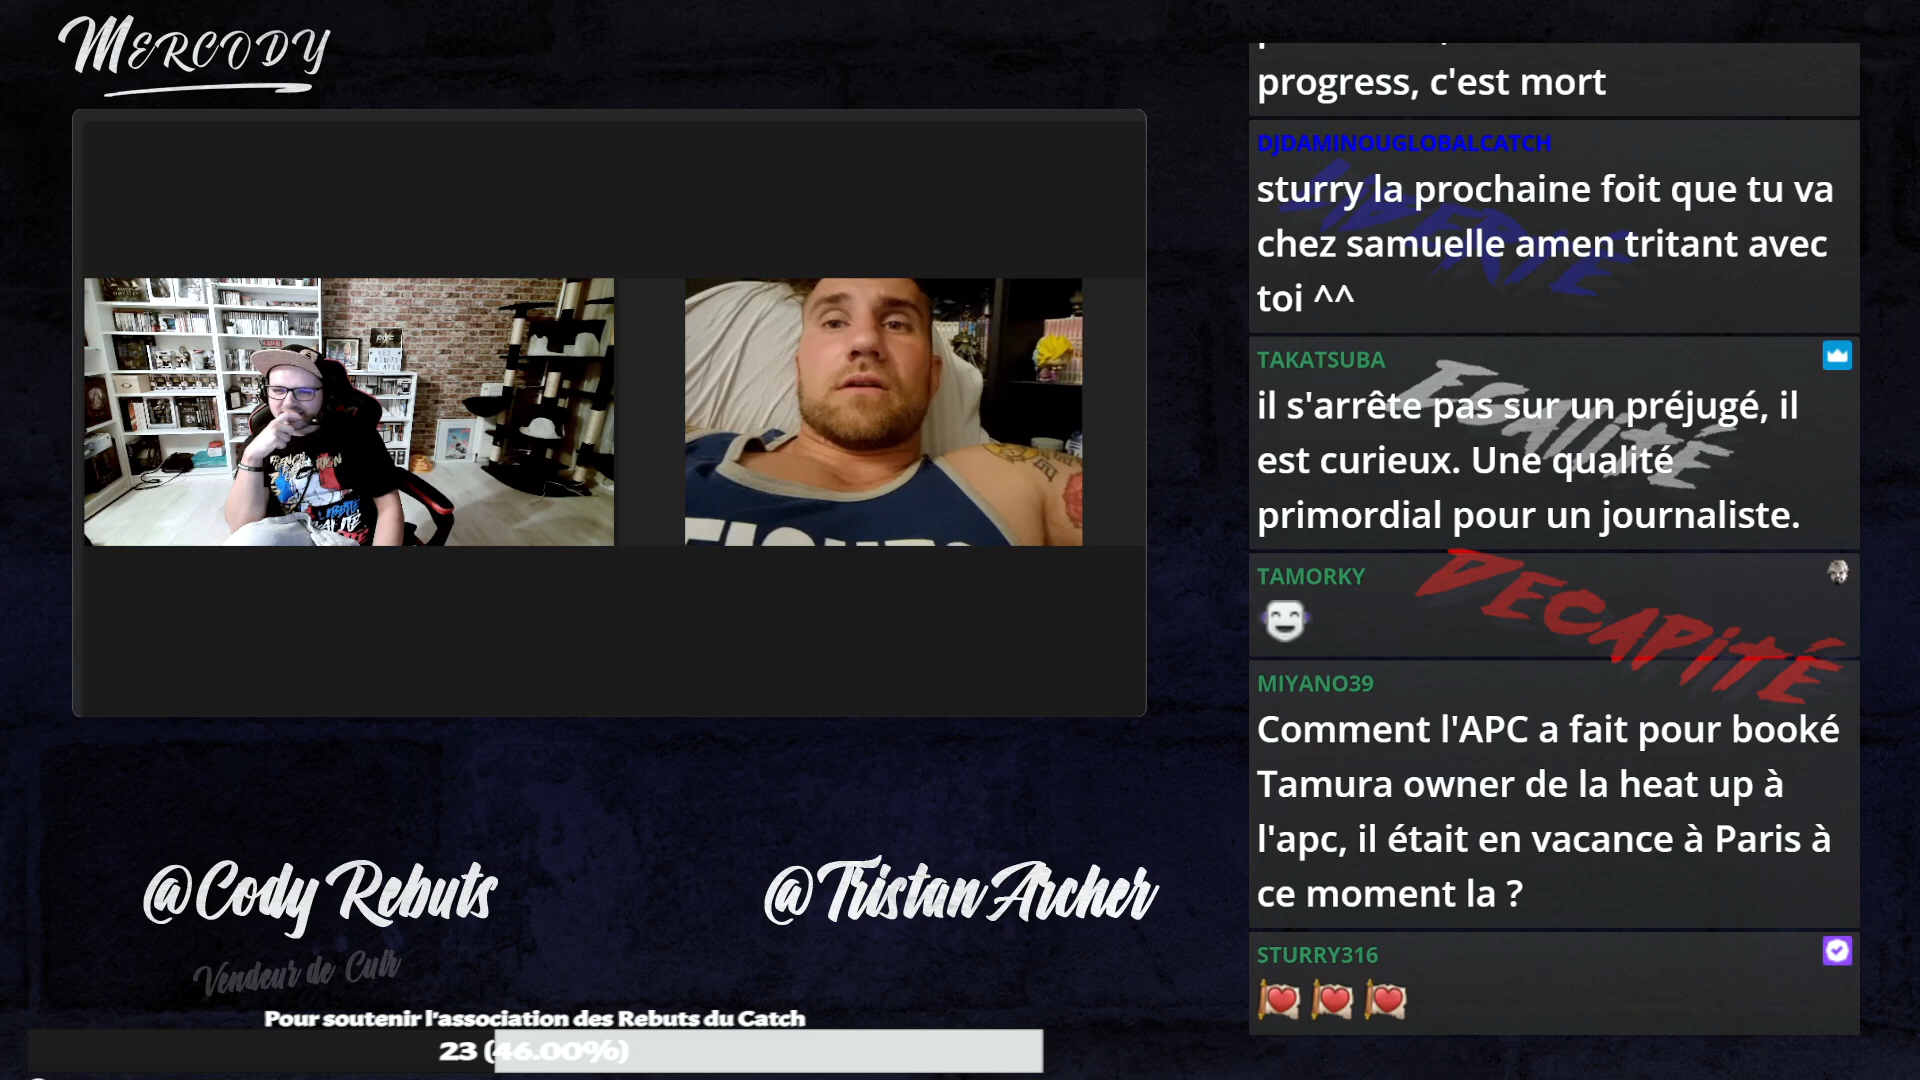 MERCODY
progress, c'est mort
DJDAMINOUGLOBALCATCH
sturry la prochaine foit que tu va
chez samuelle amen tritant avec
toi ^^
TAKATSUBA
il s'arrête pas sur un préjugé, il
est curieux. Une qualité
primordial pour un journaliste.
TAMORKY
MIYANO39
Comment l'APC a fait pour booké
Tamura owner de la heat up à
l'apc, il était en vacance à Paris à
ce moment la ?
STURRY316
LIBERTÉ
EGALITÉ
DECAPITÉ
@Cody Rebuts
@Tristan Archer
Vendeur de Cuir
Pour soutenir l'association des Rebuts du Catch
23 (46.00%)